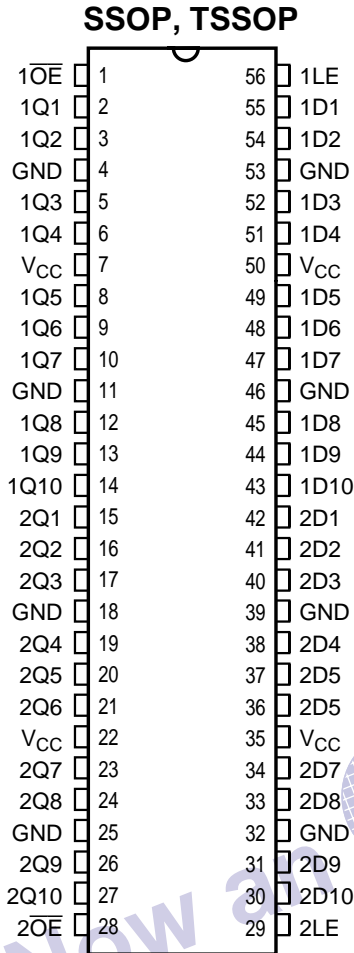 SSOP, TSSOP
1O̅E̅ 1 56 1LE
1Q1 2 55 1D1
1Q2 3 54 1D2
GND 4 53 GND
1Q3 5 52 1D3
1Q4 6 51 1D4
VCC 7 50 VCC
1Q5 8 49 1D5
1Q6 9 48 1D6
1Q7 10 47 1D7
GND 11 46 GND
1Q8 12 45 1D8
1Q9 13 44 1D9
1Q10 14 43 1D10
2Q1 15 42 2D1
2Q2 16 41 2D2
2Q3 17 40 2D3
GND 18 39 GND
2Q4 19 38 2D4
2Q5 20 37 2D5
2Q6 21 36 2D5
VCC 22 35 VCC
2Q7 23 34 2D7
2Q8 24 33 2D8
GND 25 32 GND
2Q9 26 31 2D9
2Q10 27 30 2D10
2O̅E̅ 28 29 2LE
Now an